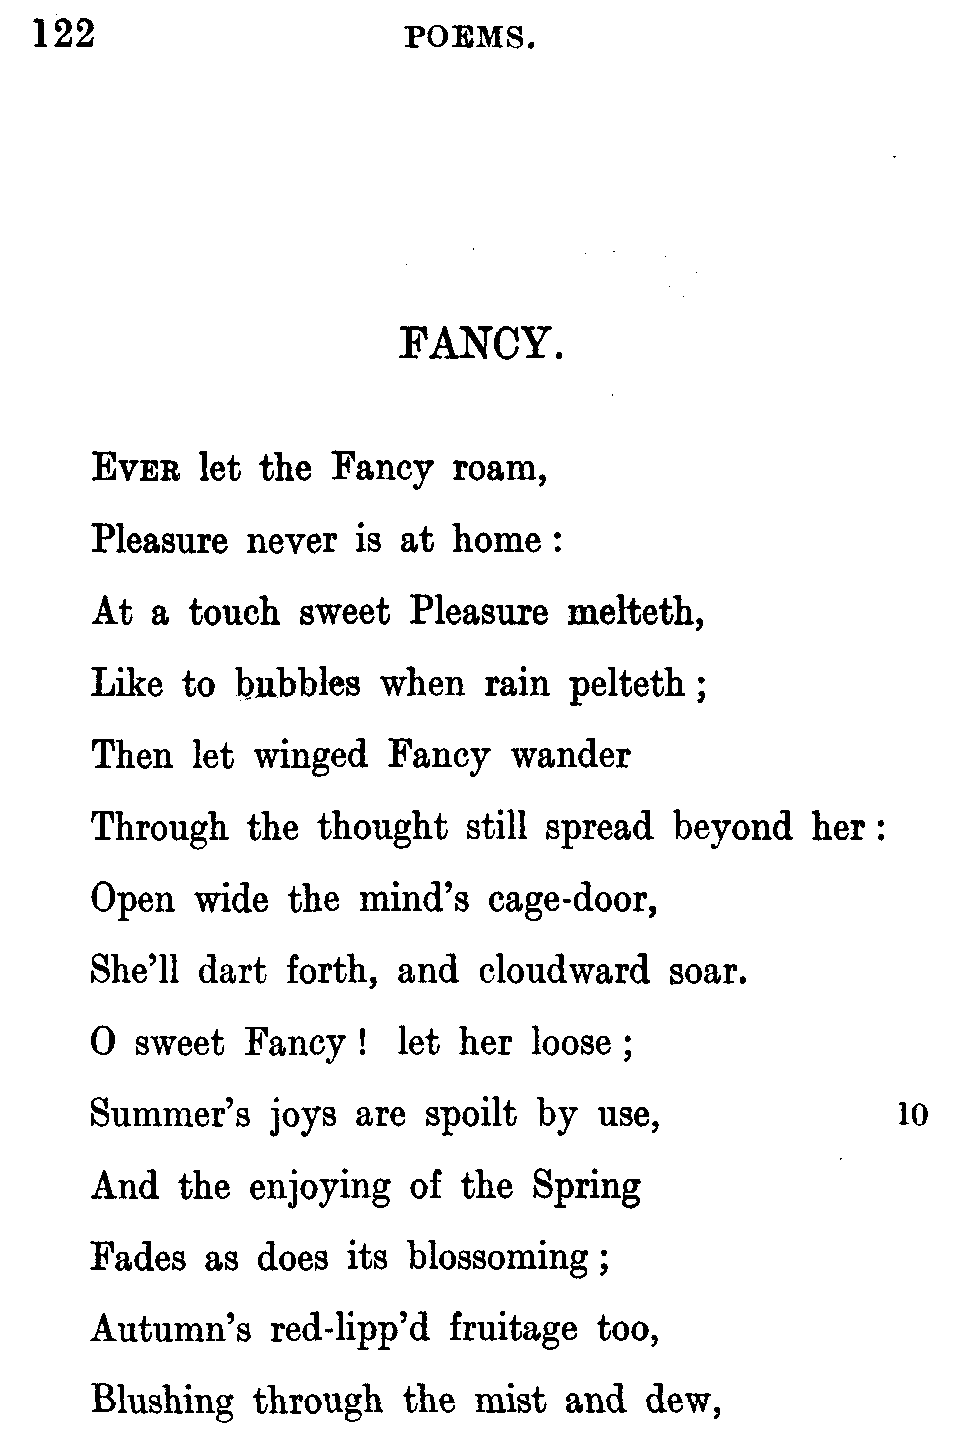 122 POEMS.
FANCY.
EVER let the Fancy roam,
Pleasure never is at home :
At a touch sweet Pleasure melteth,
Like to bubbles when rain pelteth ;
Then let winged Fancy wander
Through the thought still spread beyond her :
Open wide the mind's cage-door,
She'll dart forth, and cloudward soar.
O sweet Fancy ! let her loose ;
Summer's joys are spoilt by use, 10
And the enjoying of the Spring
Fades as does its blossoming ;
Autumn's red-lipp'd fruitage too,
Blushing through the mist and dew,